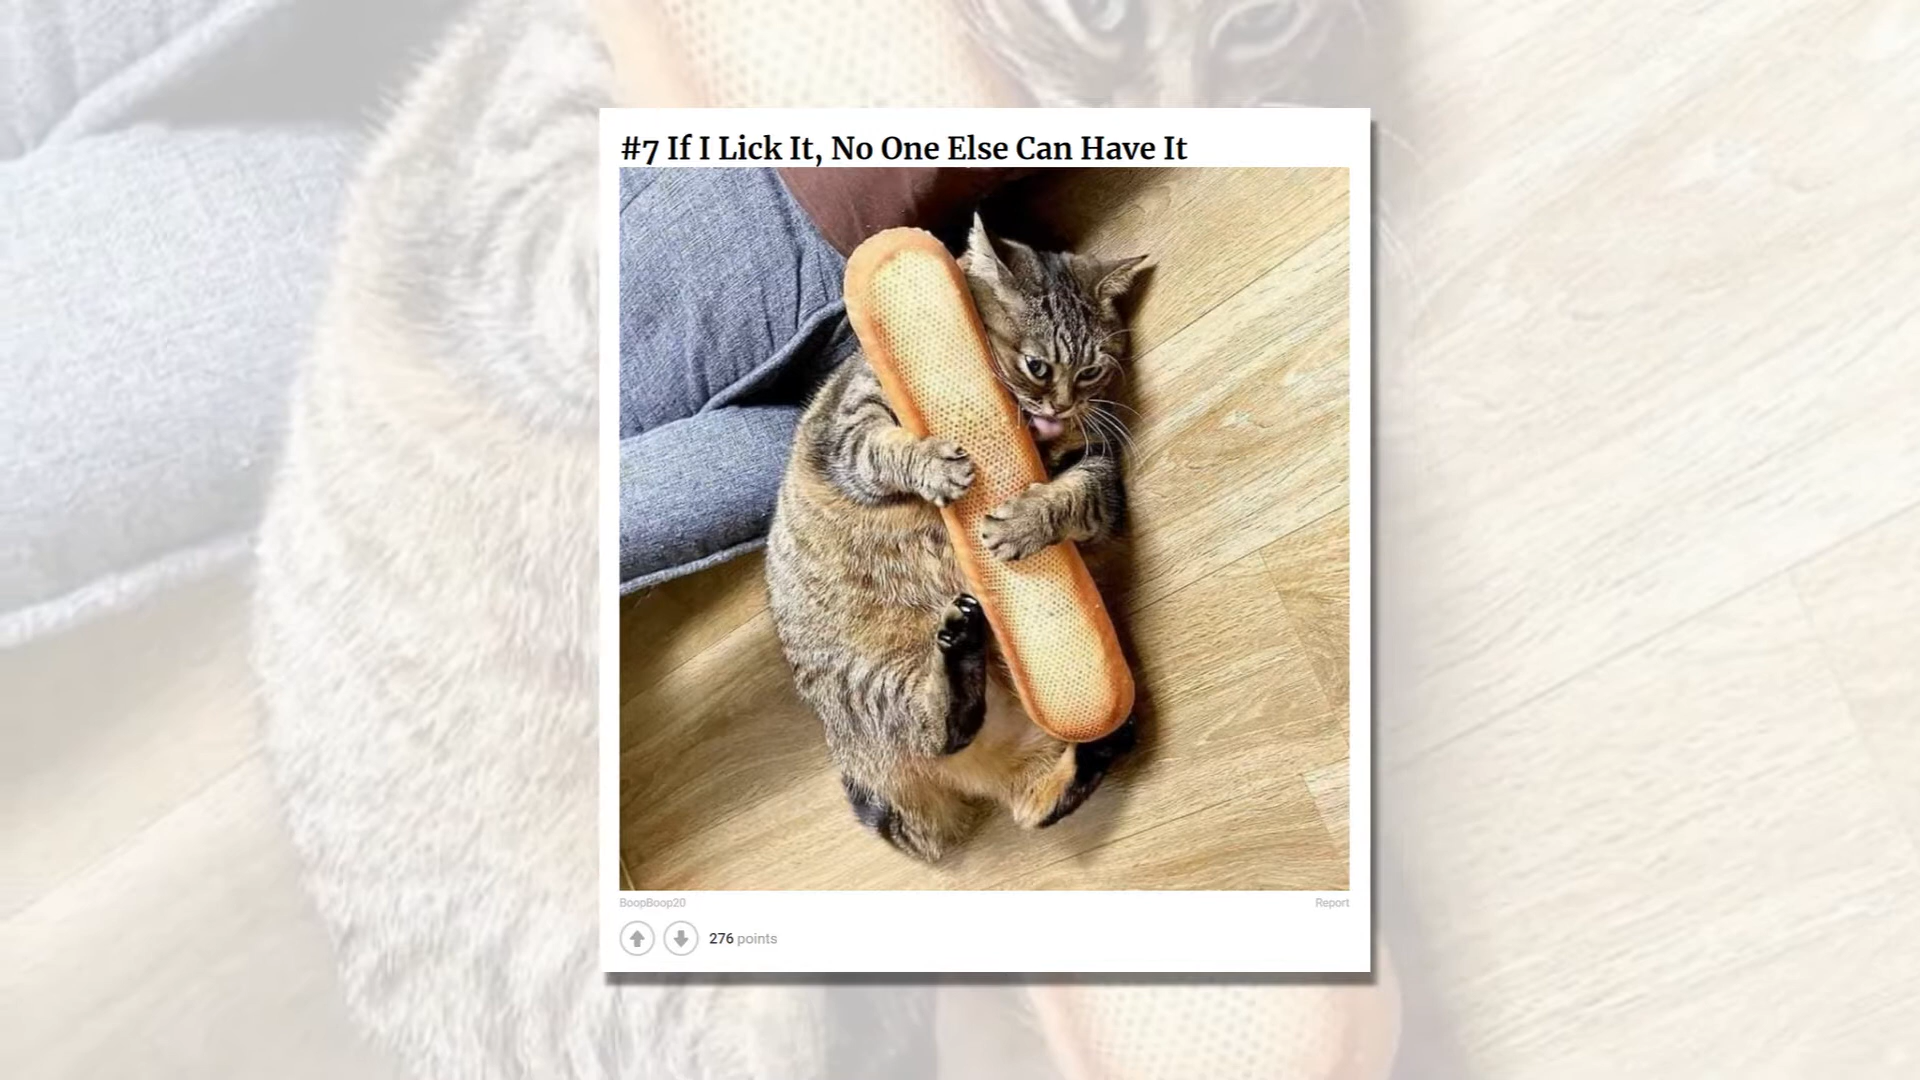 #7 If I Lick It, No One Else Can Have It
BoopBoop20
Report
276 points